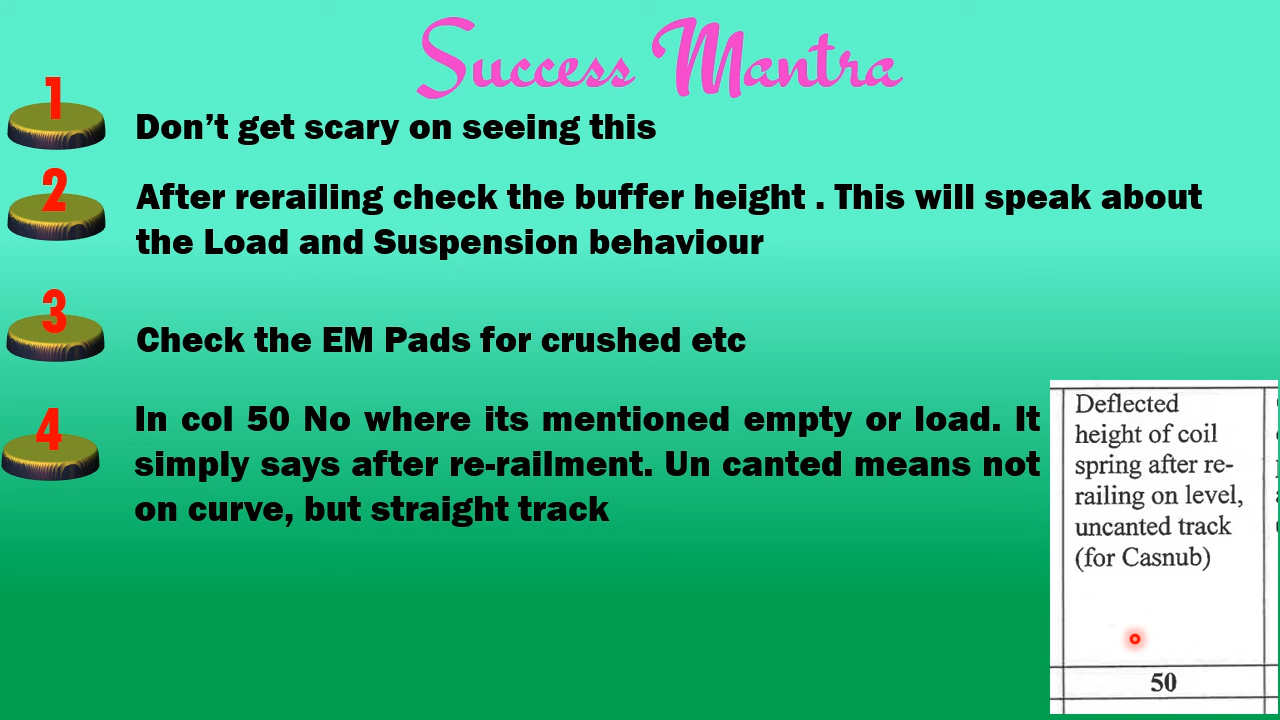 Success Mantra
1
Don't get scary on seeing this
2
After rerailing check the buffer height . This will speak about
the Load and Suspension behaviour
3
Check the EM Pads for crushed etc
4
In col 50 No where its mentioned empty or load. It
simply says after re-railment. Un canted means not
on curve, but straight track
Deflected
height of coil
spring after re-
railing on level,
uncanted track
(for Casnub)
50